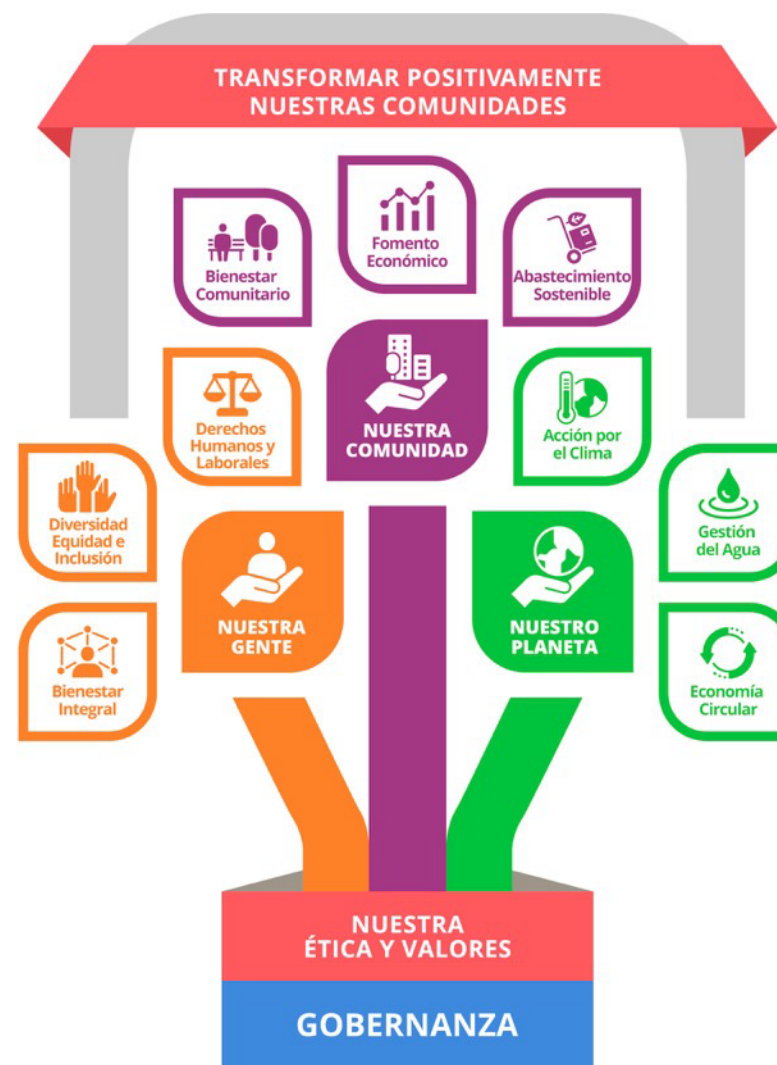 TRANSFORMAR POSITIVAMENTE
NUESTRAS COMUNIDADES
Fomento
Económico
Bienestar
Comunitario
Abastecimiento
Sostenible
NUESTRA
COMUNIDAD
Derechos
Humanos y
Laborales
Acción por
el Clima
Diversidad
Equidad e
Inclusión
Gestión
del Agua
NUESTRA
GENTE
NUESTRO
PLANETA
Bienestar
Integral
Economía
Circular
NUESTRA
ÉTICA Y VALORES
GOBERNANZA